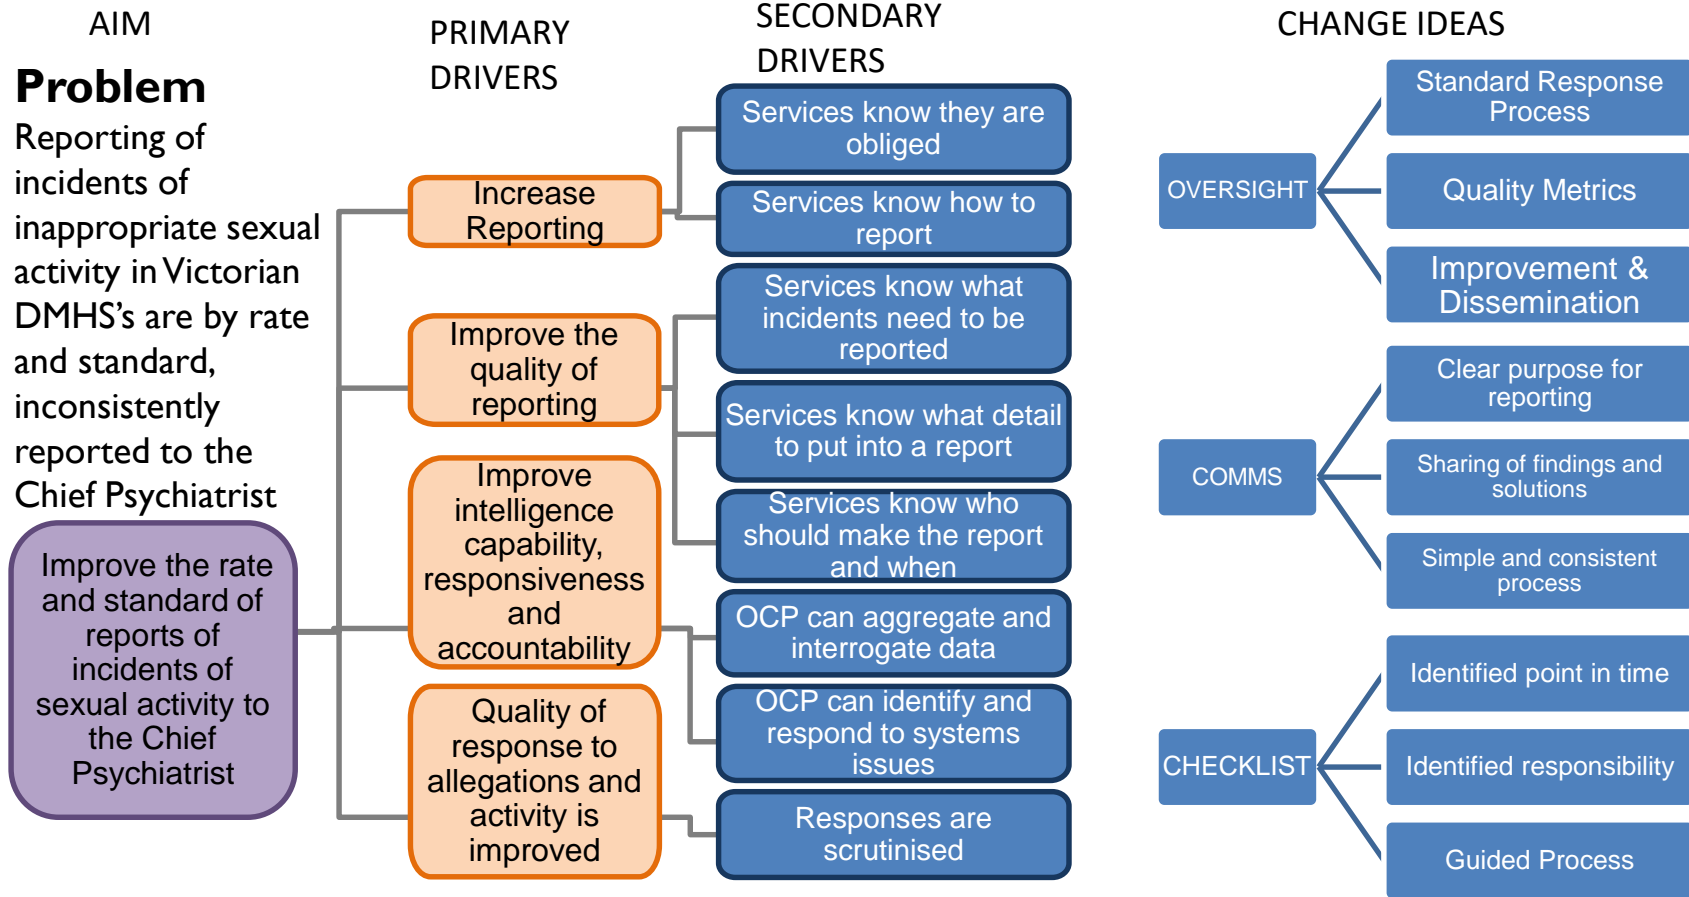 AIM
Problem
Reporting of
incidents of
inappropriate sexual
activity in Victorian
DMHS's are by rate
and standard,
inconsistently
reported to the
Chief Psychiatrist
Improve the rate
and standard of
reports of
incidents of
sexual activity to
the Chief
Psychiatrist
PRIMARY
DRIVERS
Increase
Reporting
Improve the
quality of
reporting
Improve
intelligence
capability,
responsiveness
and
accountability
Quality of
response to
allegations and
activity is
improved
SECONDARY
DRIVERS
Services know they are
obliged
Services know how to
report
Services know what
incidents need to be
reported
Services know what detail
to put into a report
Services know who
should make the report
and when
OCP can aggregate and
interrogate data
OCP can identify and
respond to systems
issues
Responses are
scrutinised
CHANGE IDEAS
OVERSIGHT
Standard Response
Process
Quality Metrics
Improvement &
Dissemination
COMMS
Clear purpose for
reporting
Sharing of findings and
solutions
Simple and consistent
process
CHECKLIST
Identified point in time
Identified responsibility
Guided Process